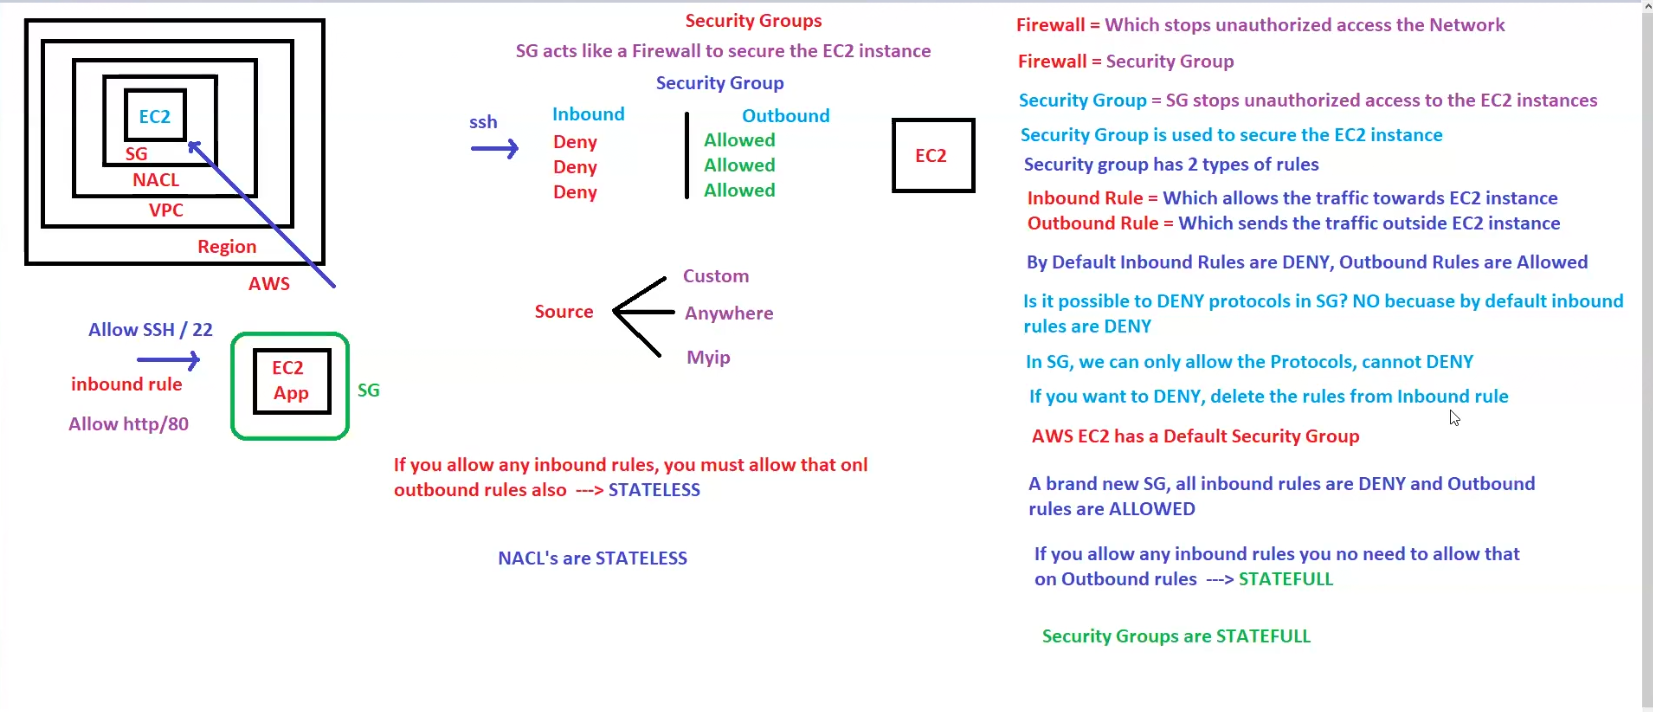 EC2
SG
NACL
VPC
Region
AWS
Allow SSH / 22
inbound rule
Allow http/80
EC2
App
SG
Security Groups
SG acts like a Firewall to secure the EC2 instance
Security Group
ssh
Inbound
Outbound
Deny
Allowed
Deny
Allowed
Deny
Allowed
EC2
Source
Custom
Anywhere
Myip
If you allow any inbound rules, you must allow that onl
outbound rules also ---> STATELESS
NACL's are STATELESS
Firewall = Which stops unauthorized access the Network
Firewall = Security Group
Security Group = SG stops unauthorized access to the EC2 instances
Security Group is used to secure the EC2 instance
Security group has 2 types of rules
Inbound Rule = Which allows the traffic towards EC2 instance
Outbound Rule = Which sends the traffic outside EC2 instance
By Default Inbound Rules are DENY, Outbound Rules are Allowed
Is it possible to DENY protocols in SG? NO becuase by default inbound
rules are DENY
In SG, we can only allow the Protocols, cannot DENY
If you want to DENY, delete the rules from Inbound rule
AWS EC2 has a Default Security Group
A brand new SG, all inbound rules are DENY and Outbound
rules are ALLOWED
If you allow any inbound rules you no need to allow that
on Outbound rules ---> STATEFULL
Security Groups are STATEFULL